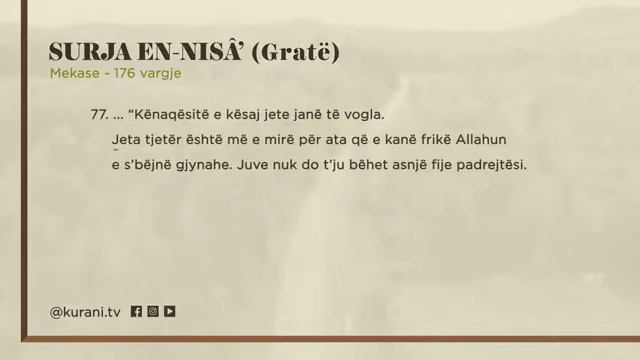 SURJA EN-NISÂ’ (Gratë)
Mekase - 176 vargje
77. ... “Kënaqësitë e kësaj jete janë të vogla.
Jeta tjetër është më e mirë për ata që e kanë frikë Allahun
e s’bëjnë gjynahe. Juve nuk do t’ju bëhet asnjë fije padrejtësi.
@kurani.tv